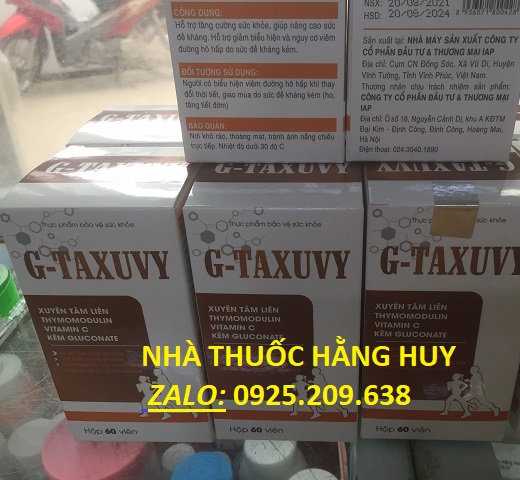 CÔNG DỤNG:
Hỗ trợ tăng cường sức khỏe, giúp nâng cao sức
đề kháng. Hỗ trợ giảm biểu hiện và nguy cơ viêm
đường hô hấp do sức đề kháng kém.
ĐỐI TƯỢNG SỬ DỤNG:
Người có biểu hiện viêm đường hô hấp khi thay
đổi thời tiết, giao mùa do sức đề kháng kém (ho,
tăng tiết đờm)
BẢO QUẢN:
Nơi khô ráo, thoáng mát, tránh ánh nắng chiếu
trực tiếp. Nhiệt độ dưới 30 độ C
NSX: 20/08/2021
HSD: 20/08/2024
8936071800428
Sản xuất tại: NHÀ MÁY SẢN XUẤT CÔNG TY
CỔ PHẦN ĐẦU TƯ & THƯƠNG MẠI IAP
Địa chỉ: Cụm CN Đồng Sóc, Xã Vũ Di, Huyện
Vĩnh Tường, Tỉnh Vĩnh Phúc, Việt Nam.
Thương nhân chịu trách nhiệm sản phẩm:
CÔNG TY CỔ PHẦN ĐẦU TƯ & THƯƠNG MẠI
IAP
Địa chỉ: Ô số 16, Nguyễn Cảnh Dị, khu A KĐTM
Đại Kim - Định Công, Định Công, Hoàng Mai,
Hà Nội
Điện thoại: 024.3540.1890
G-TAXUVY
Thực phẩm bảo vệ sức khỏe
G-TAXUVY
XUYÊN TÂM LIÊN
THYMOMODULIN
VITAMIN C
KẼM GLUCONATE
Hộp 60 viên
Thực phẩm bảo vệ sức khỏe
G-TAXUVY
XUYÊN TÂM LIÊN
THYMOMODULIN
VITAMIN C
KẼM GLUCONATE
Hộp 60 viên
Thực phẩm bảo vệ sức khỏe
G-TAXUVY
XUYÊN TÂM LIÊN
THYMOMODULIN
VITAMIN C
KẼM GLUCONATE
Hộp 60 viên
NHÀ THUỐC HẰNG HUY
ZALO: 0925.209.638